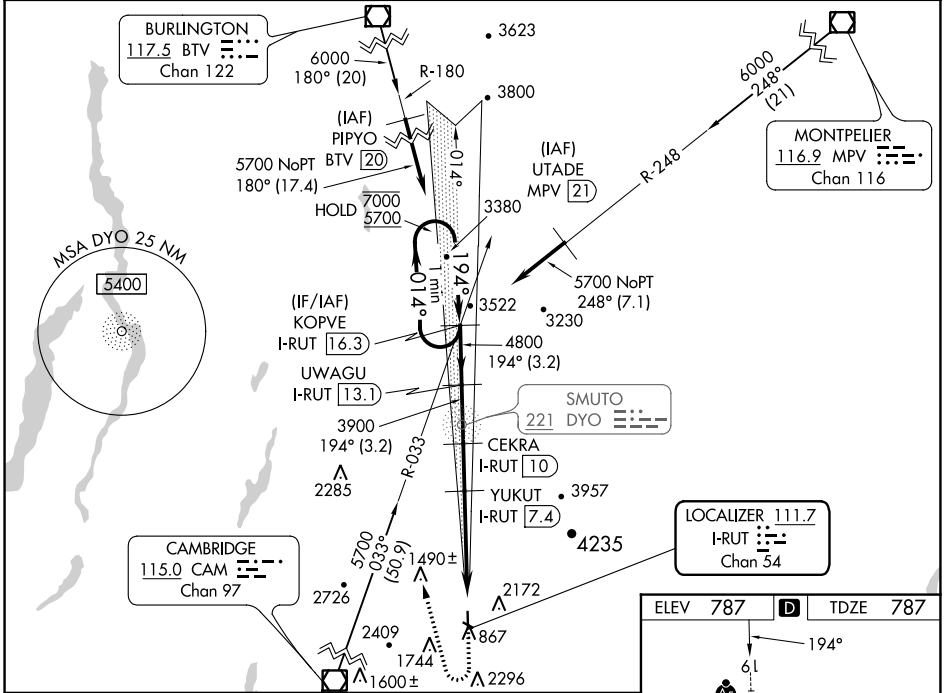 BURLINGTON
117.5 BTV
Chan 122
6000
180° (20)
R-180
3623
3800
6000
248°
(21)
MONTPELIER
116.9 MPV
Chan 116
R-248
(IAF)
PIPYO
BTV 20
5700 NoPT
180° (17.4)
014°
(IAF)
UTADE
MPV 21
HOLD 7000
5700
3380
194°
1 min
014°
5700 NoPT
248° (7.1)
MSA DYO 25 NM
5400
(IF/IAF)
KOPVE
I-RUT 16.3
3522
3230
4800
194° (3.2)
UWAGU
I-RUT 13.1
3900
194° (3.2)
SMUTO
221 DYO
CEKRA
I-RUT 10
R-033
2285
YUKUT
I-RUT 7.4
3957
4235
LOCALIZER 111.7
I-RUT
Chan 54
CAMBRIDGE
115.0 CAM
Chan 97
5700
033°
(50.9)
1490±
2726
2172
2409
1744
867
1600±
2296
ELEV 787 D TDZE 787
194°